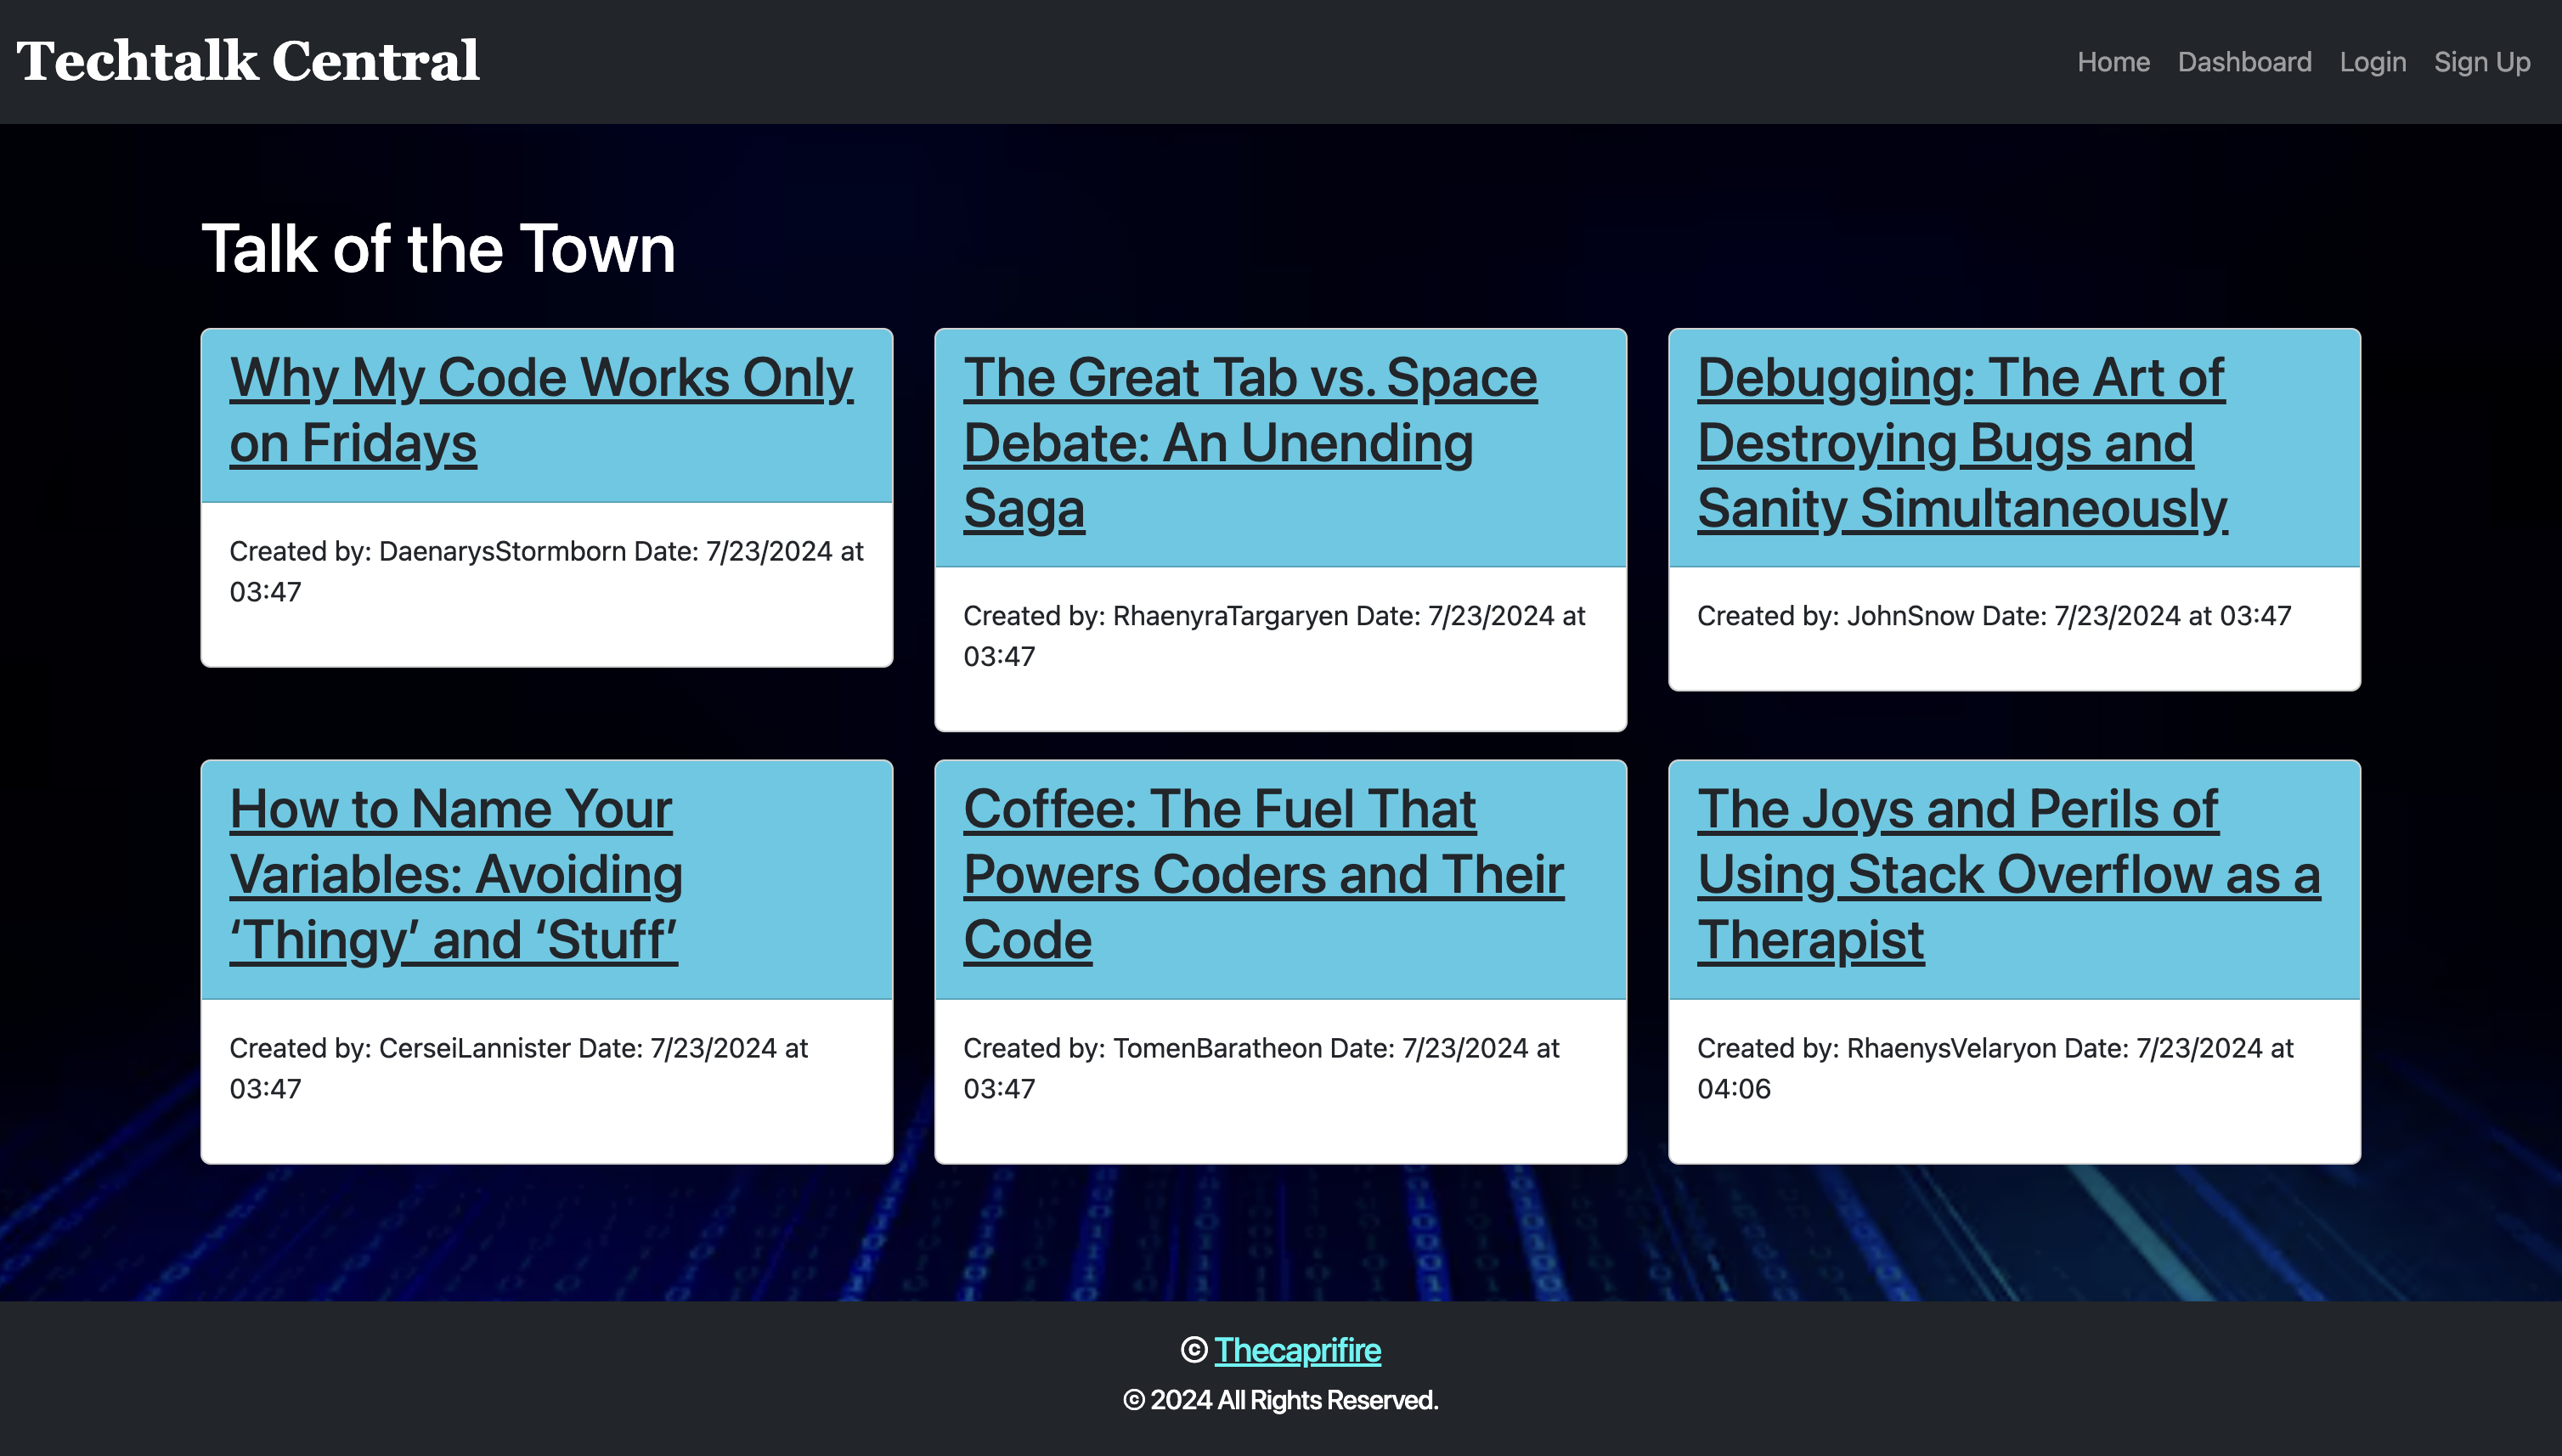 Techtalk Central
Home Dashboard Login Sign Up
Talk of the Town
Why My Code Works Only
on Fridays
Created by: DaenarysStormborn Date: 7/23/2024 at
03:47
The Great Tab vs. Space
Debate: An Unending
Saga
Created by: RhaenyraTargaryen Date: 7/23/2024 at
03:47
Debugging: The Art of
Destroying Bugs and
Sanity Simultaneously
Created by: JohnSnow Date: 7/23/2024 at 03:47
How to Name Your
Variables: Avoiding
‘Thingy’ and ‘Stuff’
Created by: CerseiLannister Date: 7/23/2024 at
03:47
Coffee: The Fuel That
Powers Coders and Their
Code
Created by: TomenBaratheon Date: 7/23/2024 at
03:47
The Joys and Perils of
Using Stack Overflow as a
Therapist
Created by: RhaenysVelaryon Date: 7/23/2024 at
04:06
© Thecaprifire
© 2024 All Rights Reserved.